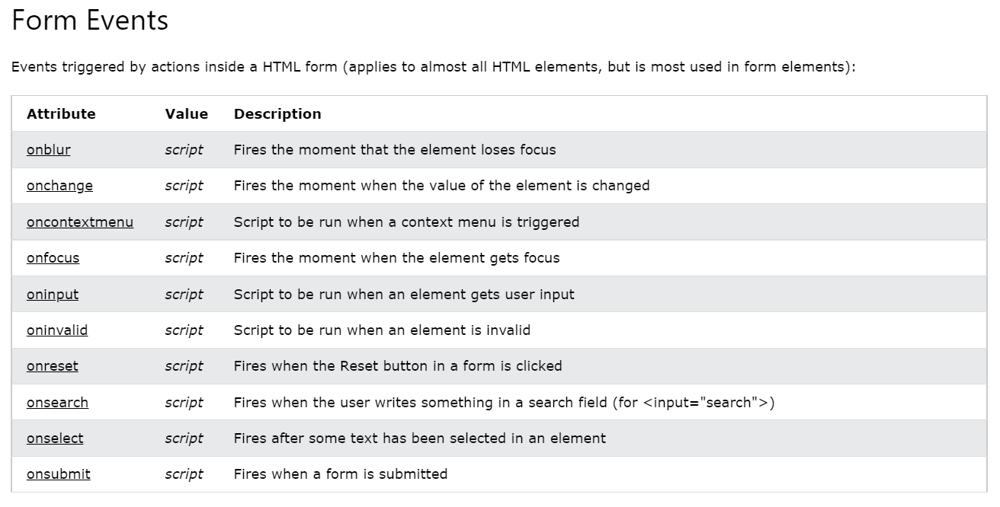 Form Events
Events triggered by actions inside a HTML form (applies to almost all HTML elements, but is most used in form elements):
Attribute Value Description
onblur script Fires the moment that the element loses focus
onchange script Fires the moment when the value of the element is changed
oncontextmenu script Script to be run when a context menu is triggered
onfocus script Fires the moment when the element gets focus
oninput script Script to be run when an element gets user input
oninvalid script Script to be run when an element is invalid
onreset script Fires when the Reset button in a form is clicked
onsearch script Fires when the user writes something in a search field (for <input="search">)
onselect script Fires after some text has been selected in an element
onsubmit script Fires when a form is submitted